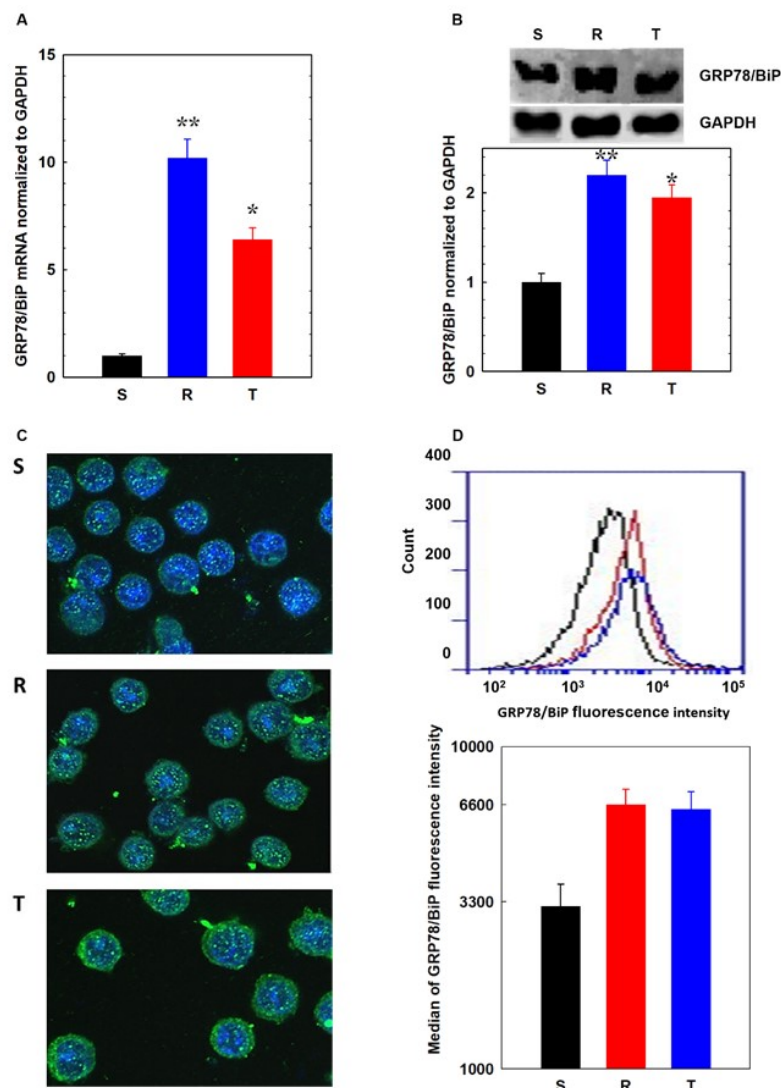 A
GRP78/BiP mRNA normalized to GAPDH
15
10
5
0
**
*
S R T
B
S R T
GRP78/BiP
GAPDH
GRP78/BiP normalized to GAPDH
2
1
0
**
*
S R T
C
S
R
T
D
Count
400
300
200
100
0
10² 10³ 10⁴ 10⁵
GRP78/BiP fluorescence intensity
Median of GRP78/BiP fluorescence intensity
10000
6600
3300
1000
S R T